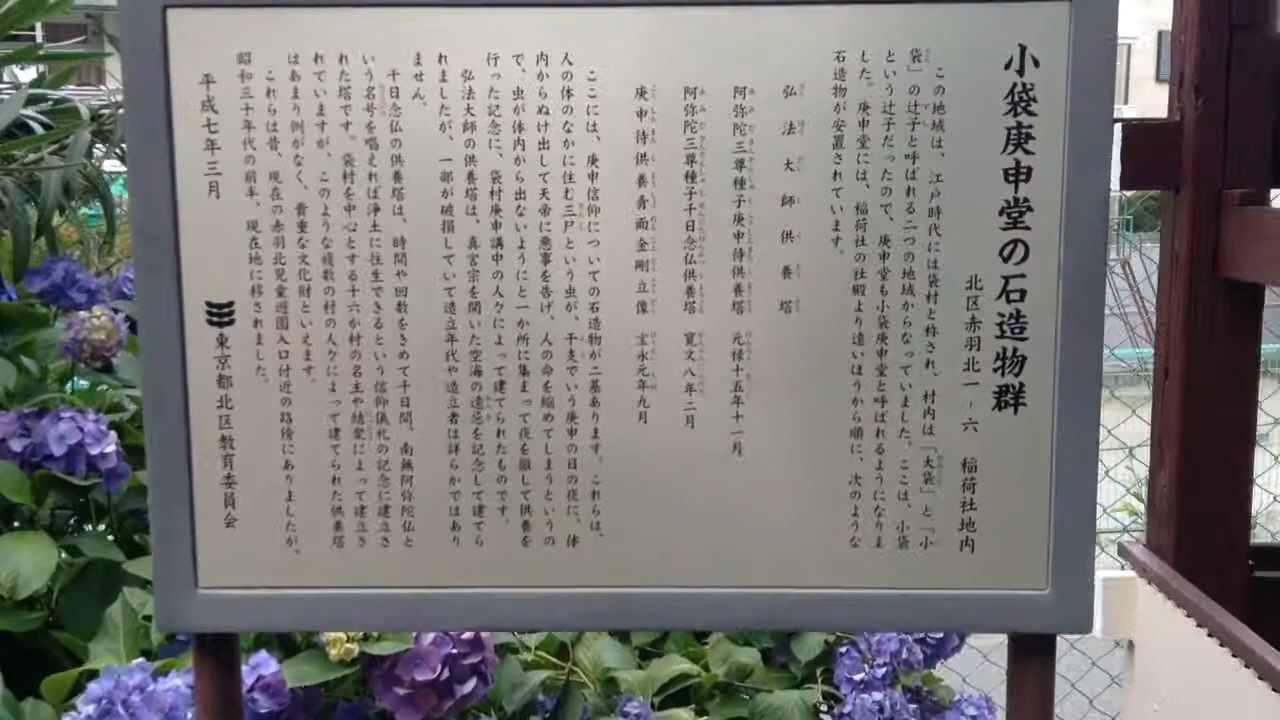 小袋庚申堂の石造物群
北区赤羽北一-六　稲荷社地内
この地域は、江戸時代には袋村と称され、村内は「大袋」と「小
袋」の辻子と呼ばれる二つの地域からなっていました。ここは、小袋
という辻子だったので、庚申堂も小袋庚申堂と呼ばれるようになりま
した。庚申堂には、稲荷社の社殿より遠いほうから順に、次のような
石造物が安置されています。
弘法大師供養塔
阿弥陀三尊種子庚申待供養塔　元禄十五年十一月
阿弥陀三尊種子千日念仏供養塔　寛文八年二月
庚申待供養青面金剛立像　宝永元年九月
ここには、庚申信仰についての石造物が二基あります。これらは、
人の体のなかに住む三尸という虫が、干支でいう庚申の日の夜に、体
内からぬけ出して天帝に悪事を告げ、人の命を縮めてしまうというの
で、虫が体内から出ないようにと一か所に集まって夜を徹して供養を
行った記念に、袋村庚申講中の人々によって建てられたものです。
弘法大師の供養塔は、真言宗を開いた空海の遠忌を記念して建てら
れましたが、一部が破損していて造立年代や造立者は詳らかではあり
ません。
千日念仏の供養塔は、時間や回数をきめて千日間、南無阿弥陀仏と
いう名号を唱えれば浄土に往生できるという信仰儀礼の記念に建立さ
れた塔です。袋村を中心とする十六か村の名主や結衆によって建立さ
れていますが、このような複数の村の人々によって建てられた供養塔
はあまり例がなく、貴重な文化財といえます。
これらは昔、現在の赤羽北児童遊園入口付近の路傍にありましたが、
昭和三十年代の前半、現在地に移されました。
平成七年三月
東京都北区教育委員会